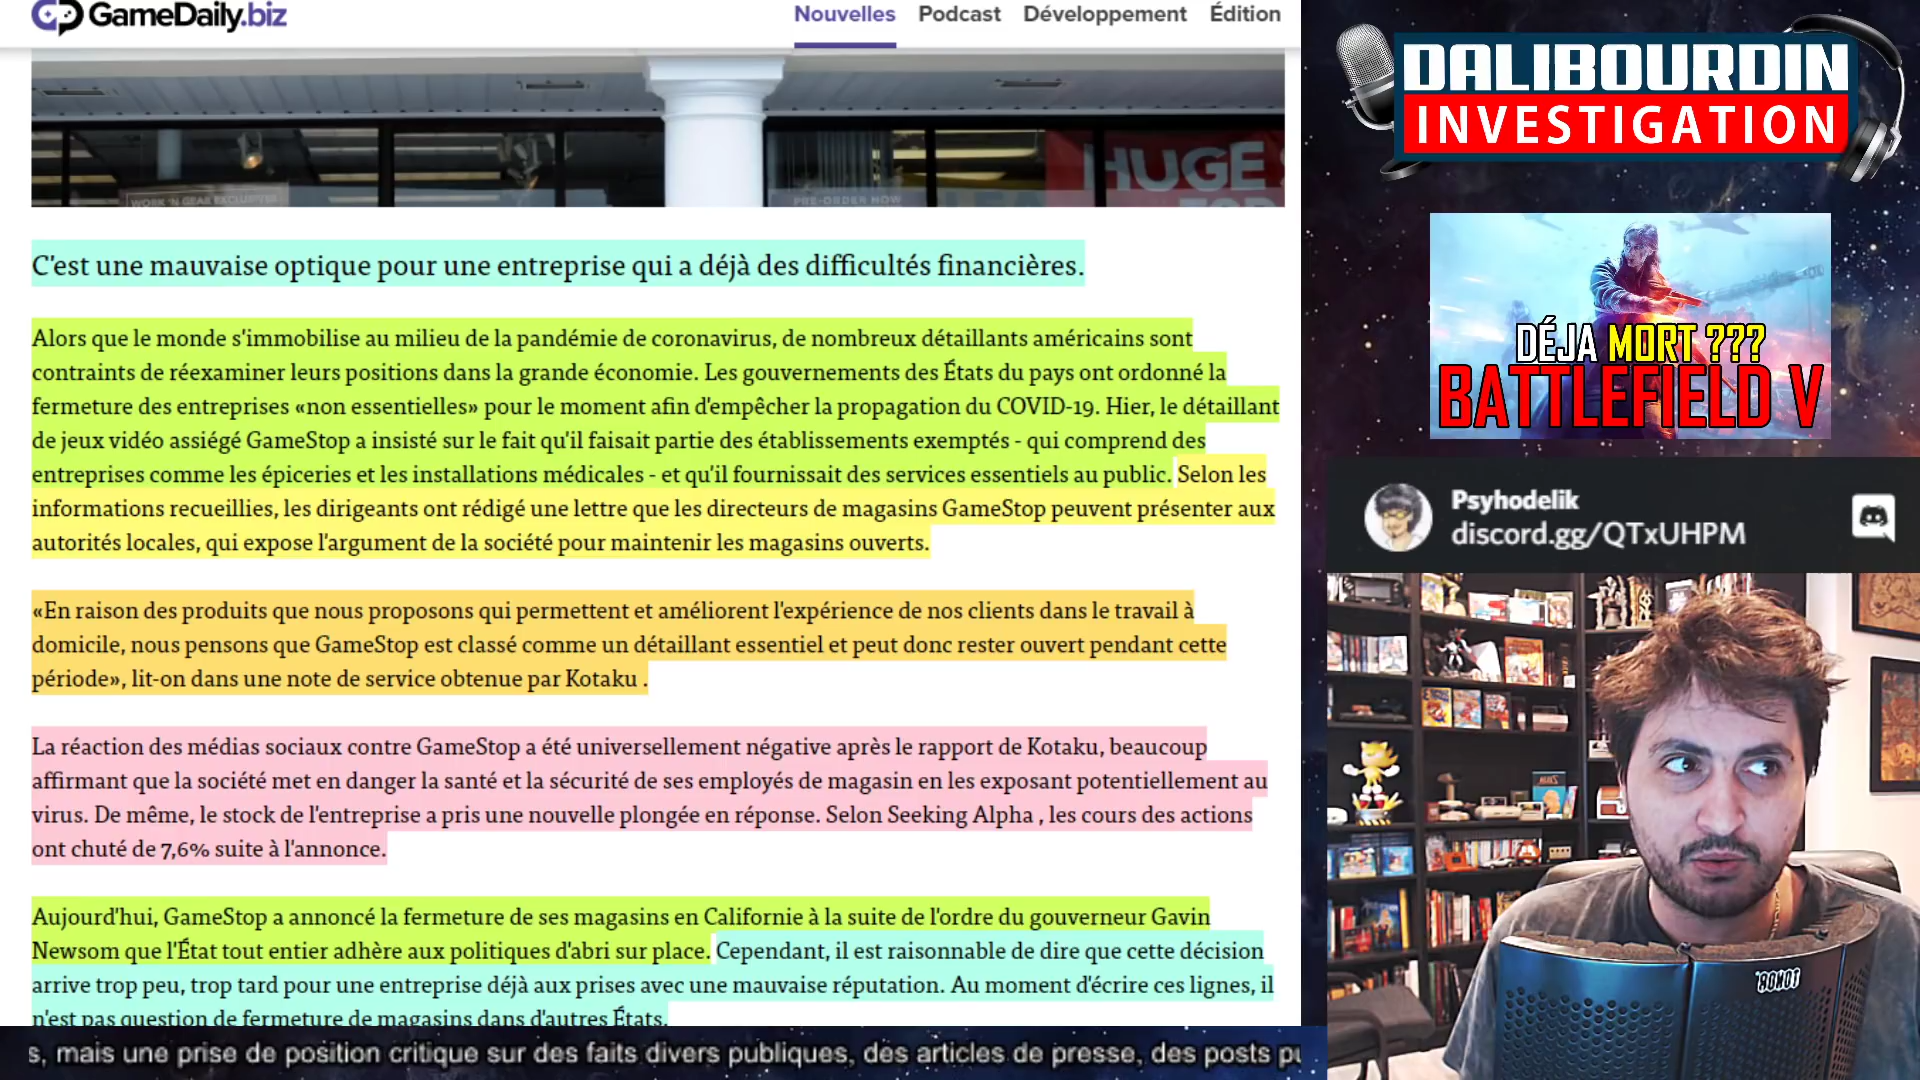 GameDaily.biz
Nouvelles Podcast Développement Édition
WORK 'N GEAR EXCLUSIVES
PRE-ORDER NOW
HUGE
FOR
C'est une mauvaise optique pour une entreprise qui a déjà des difficultés financières.
Alors que le monde s'immobilise au milieu de la pandémie de coronavirus, de nombreux détaillants américains sont
contraints de réexaminer leurs positions dans la grande économie. Les gouvernements des États du pays ont ordonné la
fermeture des entreprises «non essentielles» pour le moment afin d'empêcher la propagation du COVID-19. Hier, le détaillant
de jeux vidéo assiégé GameStop a insisté sur le fait qu'il faisait partie des établissements exemptés - qui comprend des
entreprises comme les épiceries et les installations médicales - et qu'il fournissait des services essentiels au public. Selon les
informations recueillies, les dirigeants ont rédigé une lettre que les directeurs de magasins GameStop peuvent présenter aux
autorités locales, qui expose l'argument de la société pour maintenir les magasins ouverts.
«En raison des produits que nous proposons qui permettent et améliorent l'expérience de nos clients dans le travail à
domicile, nous pensons que GameStop est classé comme un détaillant essentiel et peut donc rester ouvert pendant cette
période», lit-on dans une note de service obtenue par Kotaku .
La réaction des médias sociaux contre GameStop a été universellement négative après le rapport de Kotaku, beaucoup
affirmant que la société met en danger la santé et la sécurité de ses employés de magasin en les exposant potentiellement au
virus. De même, le stock de l'entreprise a pris une nouvelle plongée en réponse. Selon Seeking Alpha , les cours des actions
ont chuté de 7,6% suite à l'annonce.
Aujourd'hui, GameStop a annoncé la fermeture de ses magasins en Californie à la suite de l'ordre du gouverneur Gavin
Newsom que l'État tout entier adhère aux politiques d'abri sur place. Cependant, il est raisonnable de dire que cette décision
arrive trop peu, trop tard pour une entreprise déjà aux prises avec une mauvaise réputation. Au moment d'écrire ces lignes, il
n'est pas question de fermeture de magasins dans d'autres États.
s, mais une prise de position critique sur des faits divers publiques, des articles de presse, des posts pu
DALIBOURDIN
INVESTIGATION
DÉJA MORT ???
BATTLEFIELD V
Psyhodelik
discord.gg/QTxUHPM